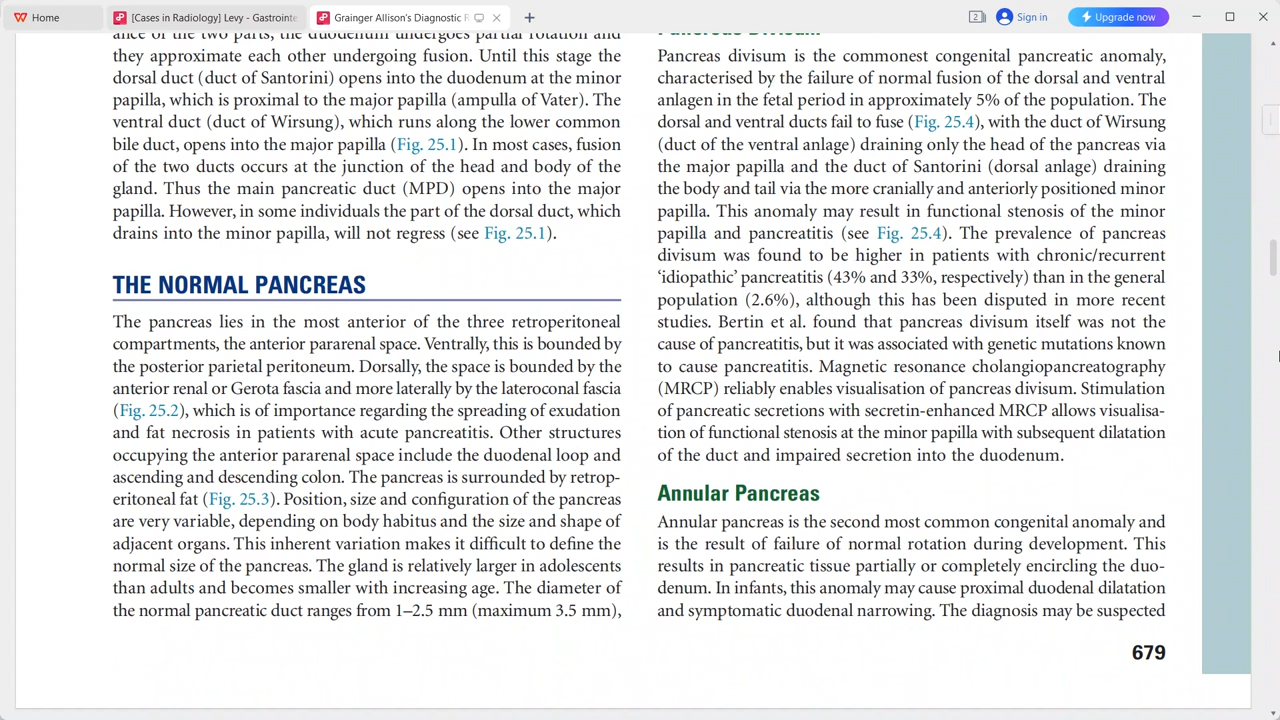 Home
[Cases in Radiology] Levy - Gastrointe
Grainger Allison's Diagnostic R
2
Sign in
Upgrade now
ance of the two parts, the duodenum undergoes partial rotation and
they approximate each other undergoing fusion. Until this stage the
dorsal duct (duct of Santorini) opens into the duodenum at the minor
papilla, which is proximal to the major papilla (ampulla of Vater). The
ventral duct (duct of Wirsung), which runs along the lower common
bile duct, opens into the major papilla (Fig. 25.1). In most cases, fusion
of the two ducts occurs at the junction of the head and body of the
gland. Thus the main pancreatic duct (MPD) opens into the major
papilla. However, in some individuals the part of the dorsal duct, which
drains into the minor papilla, will not regress (see Fig. 25.1).
THE NORMAL PANCREAS
The pancreas lies in the most anterior of the three retroperitoneal
compartments, the anterior pararenal space. Ventrally, this is bounded by
the posterior parietal peritoneum. Dorsally, the space is bounded by the
anterior renal or Gerota fascia and more laterally by the lateroconal fascia
(Fig. 25.2), which is of importance regarding the spreading of exudation
and fat necrosis in patients with acute pancreatitis. Other structures
occupying the anterior pararenal space include the duodenal loop and
ascending and descending colon. The pancreas is surrounded by retrop-
eritoneal fat (Fig. 25.3). Position, size and configuration of the pancreas
are very variable, depending on body habitus and the size and shape of
adjacent organs. This inherent variation makes it difficult to define the
normal size of the pancreas. The gland is relatively larger in adolescents
than adults and becomes smaller with increasing age. The diameter of
the normal pancreatic duct ranges from 1–2.5 mm (maximum 3.5 mm),
Pancreas Divisum
Pancreas divisum is the commonest congenital pancreatic anomaly,
characterised by the failure of normal fusion of the dorsal and ventral
anlagen in the fetal period in approximately 5% of the population. The
dorsal and ventral ducts fail to fuse (Fig. 25.4), with the duct of Wirsung
(duct of the ventral anlage) draining only the head of the pancreas via
the major papilla and the duct of Santorini (dorsal anlage) draining
the body and tail via the more cranially and anteriorly positioned minor
papilla. This anomaly may result in functional stenosis of the minor
papilla and pancreatitis (see Fig. 25.4). The prevalence of pancreas
divisum was found to be higher in patients with chronic/recurrent
‘idiopathic’ pancreatitis (43% and 33%, respectively) than in the general
population (2.6%), although this has been disputed in more recent
studies. Bertin et al. found that pancreas divisum itself was not the
cause of pancreatitis, but it was associated with genetic mutations known
to cause pancreatitis. Magnetic resonance cholangiopancreatography
(MRCP) reliably enables visualisation of pancreas divisum. Stimulation
of pancreatic secretions with secretin-enhanced MRCP allows visualisa-
tion of functional stenosis at the minor papilla with subsequent dilatation
of the duct and impaired secretion into the duodenum.
Annular Pancreas
Annular pancreas is the second most common congenital anomaly and
is the result of failure of normal rotation during development. This
results in pancreatic tissue partially or completely encircling the duo-
denum. In infants, this anomaly may cause proximal duodenal dilatation
and symptomatic duodenal narrowing. The diagnosis may be suspected
679